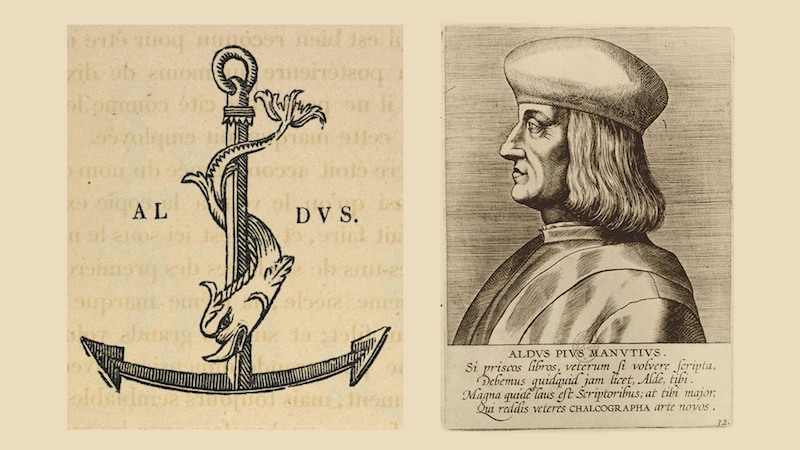 AL DVS.
ALDVS PIVS MANVTIVS.
Si priscos libros, veterum si volvere scripta,
Debemus quidquid jam licet, Alde, tibi.
Magna quidē laus est Scriptoribus; at tibi major,
Qui reddis veteres CHALCOGRAPHA arte novos.
32.